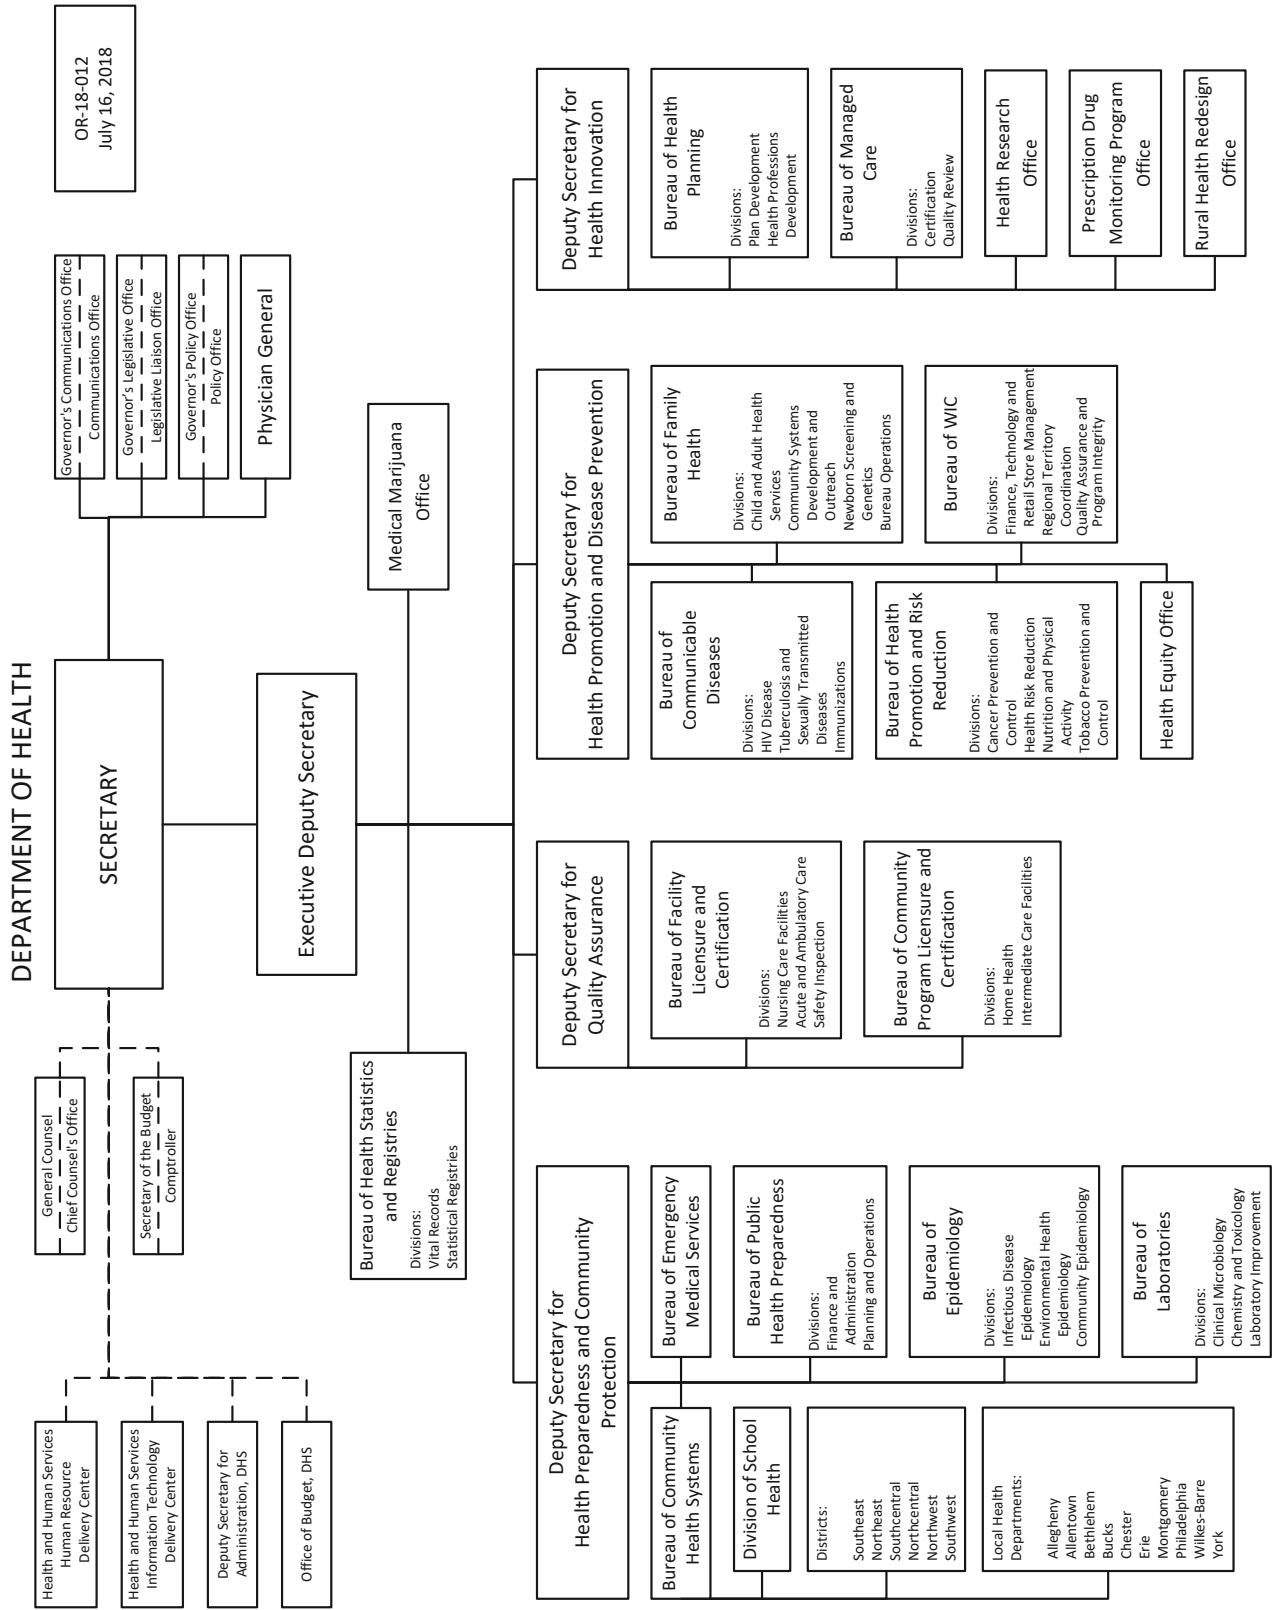 DEPARTMENT OF HEALTH
OR-18-012
July 16, 2018
SECRETARY
Health and Human Services
Human Resource
Delivery Center
Health and Human Services
Information Technology
Delivery Center
Deputy Secretary for
Administration, DHS
Office of Budget, DHS
General Counsel
Chief Counsel's Office
Secretary of the Budget
Comptroller
Governor's Communications Office
Communications Office
Governor's Legislative Office
Legislative Liaison Office
Governor's Policy Office
Policy Office
Physician General
Executive Deputy Secretary
Bureau of Health Statistics
and Registries
Divisions:
Vital Records
Statistical Registries
Medical Marijuana
Office
Deputy Secretary for
Health Preparedness and Community
Protection
Bureau of Community
Health Systems
Division of School
Health
Districts:
Southeast
Northeast
Southcentral
Northcentral
Northwest
Southwest
Local Health
Departments:
Allegheny
Allentown
Bethlehem
Bucks
Chester
Erie
Montgomery
Philadelphia
Wilkes-Barre
York
Bureau of Emergency
Medical Services
Bureau of Public
Health Preparedness
Divisions:
Finance and
Administration
Planning and Operations
Bureau of
Epidemiology
Divisions:
Infectious Disease
Epidemiology
Environmental Health
Epidemiology
Community Epidemiology
Bureau of
Laboratories
Divisions:
Clinical Microbiology
Chemistry and Toxicology
Laboratory Improvement
Deputy Secretary for
Quality Assurance
Bureau of Facility
Licensure and
Certification
Divisions:
Nursing Care Facilities
Acute and Ambulatory Care
Safety Inspection
Bureau of Community
Program Licensure and
Certification
Divisions:
Home Health
Intermediate Care Facilities
Deputy Secretary for
Health Promotion and Disease Prevention
Bureau of
Communicable
Diseases
Divisions:
HIV Disease
Tuberculosis and
Sexually Transmitted
Diseases
Immunizations
Bureau of Health
Promotion and Risk
Reduction
Divisions:
Cancer Prevention and
Control
Health Risk Reduction
Nutrition and Physical
Activity
Tobacco Prevention and
Control
Health Equity Office
Bureau of Family
Health
Divisions:
Child and Adult Health
Services
Community Systems
Development and
Outreach
Newborn Screening and
Genetics
Bureau Operations
Bureau of WIC
Divisions:
Finance, Technology and
Retail Store Management
Regional Territory
Coordination
Quality Assurance and
Program Integrity
Deputy Secretary for
Health Innovation
Bureau of Health
Planning
Divisions:
Plan Development
Health Professions
Development
Bureau of Managed
Care
Divisions:
Certification
Quality Review
Health Research
Office
Prescription Drug
Monitoring Program
Office
Rural Health Redesign
Office